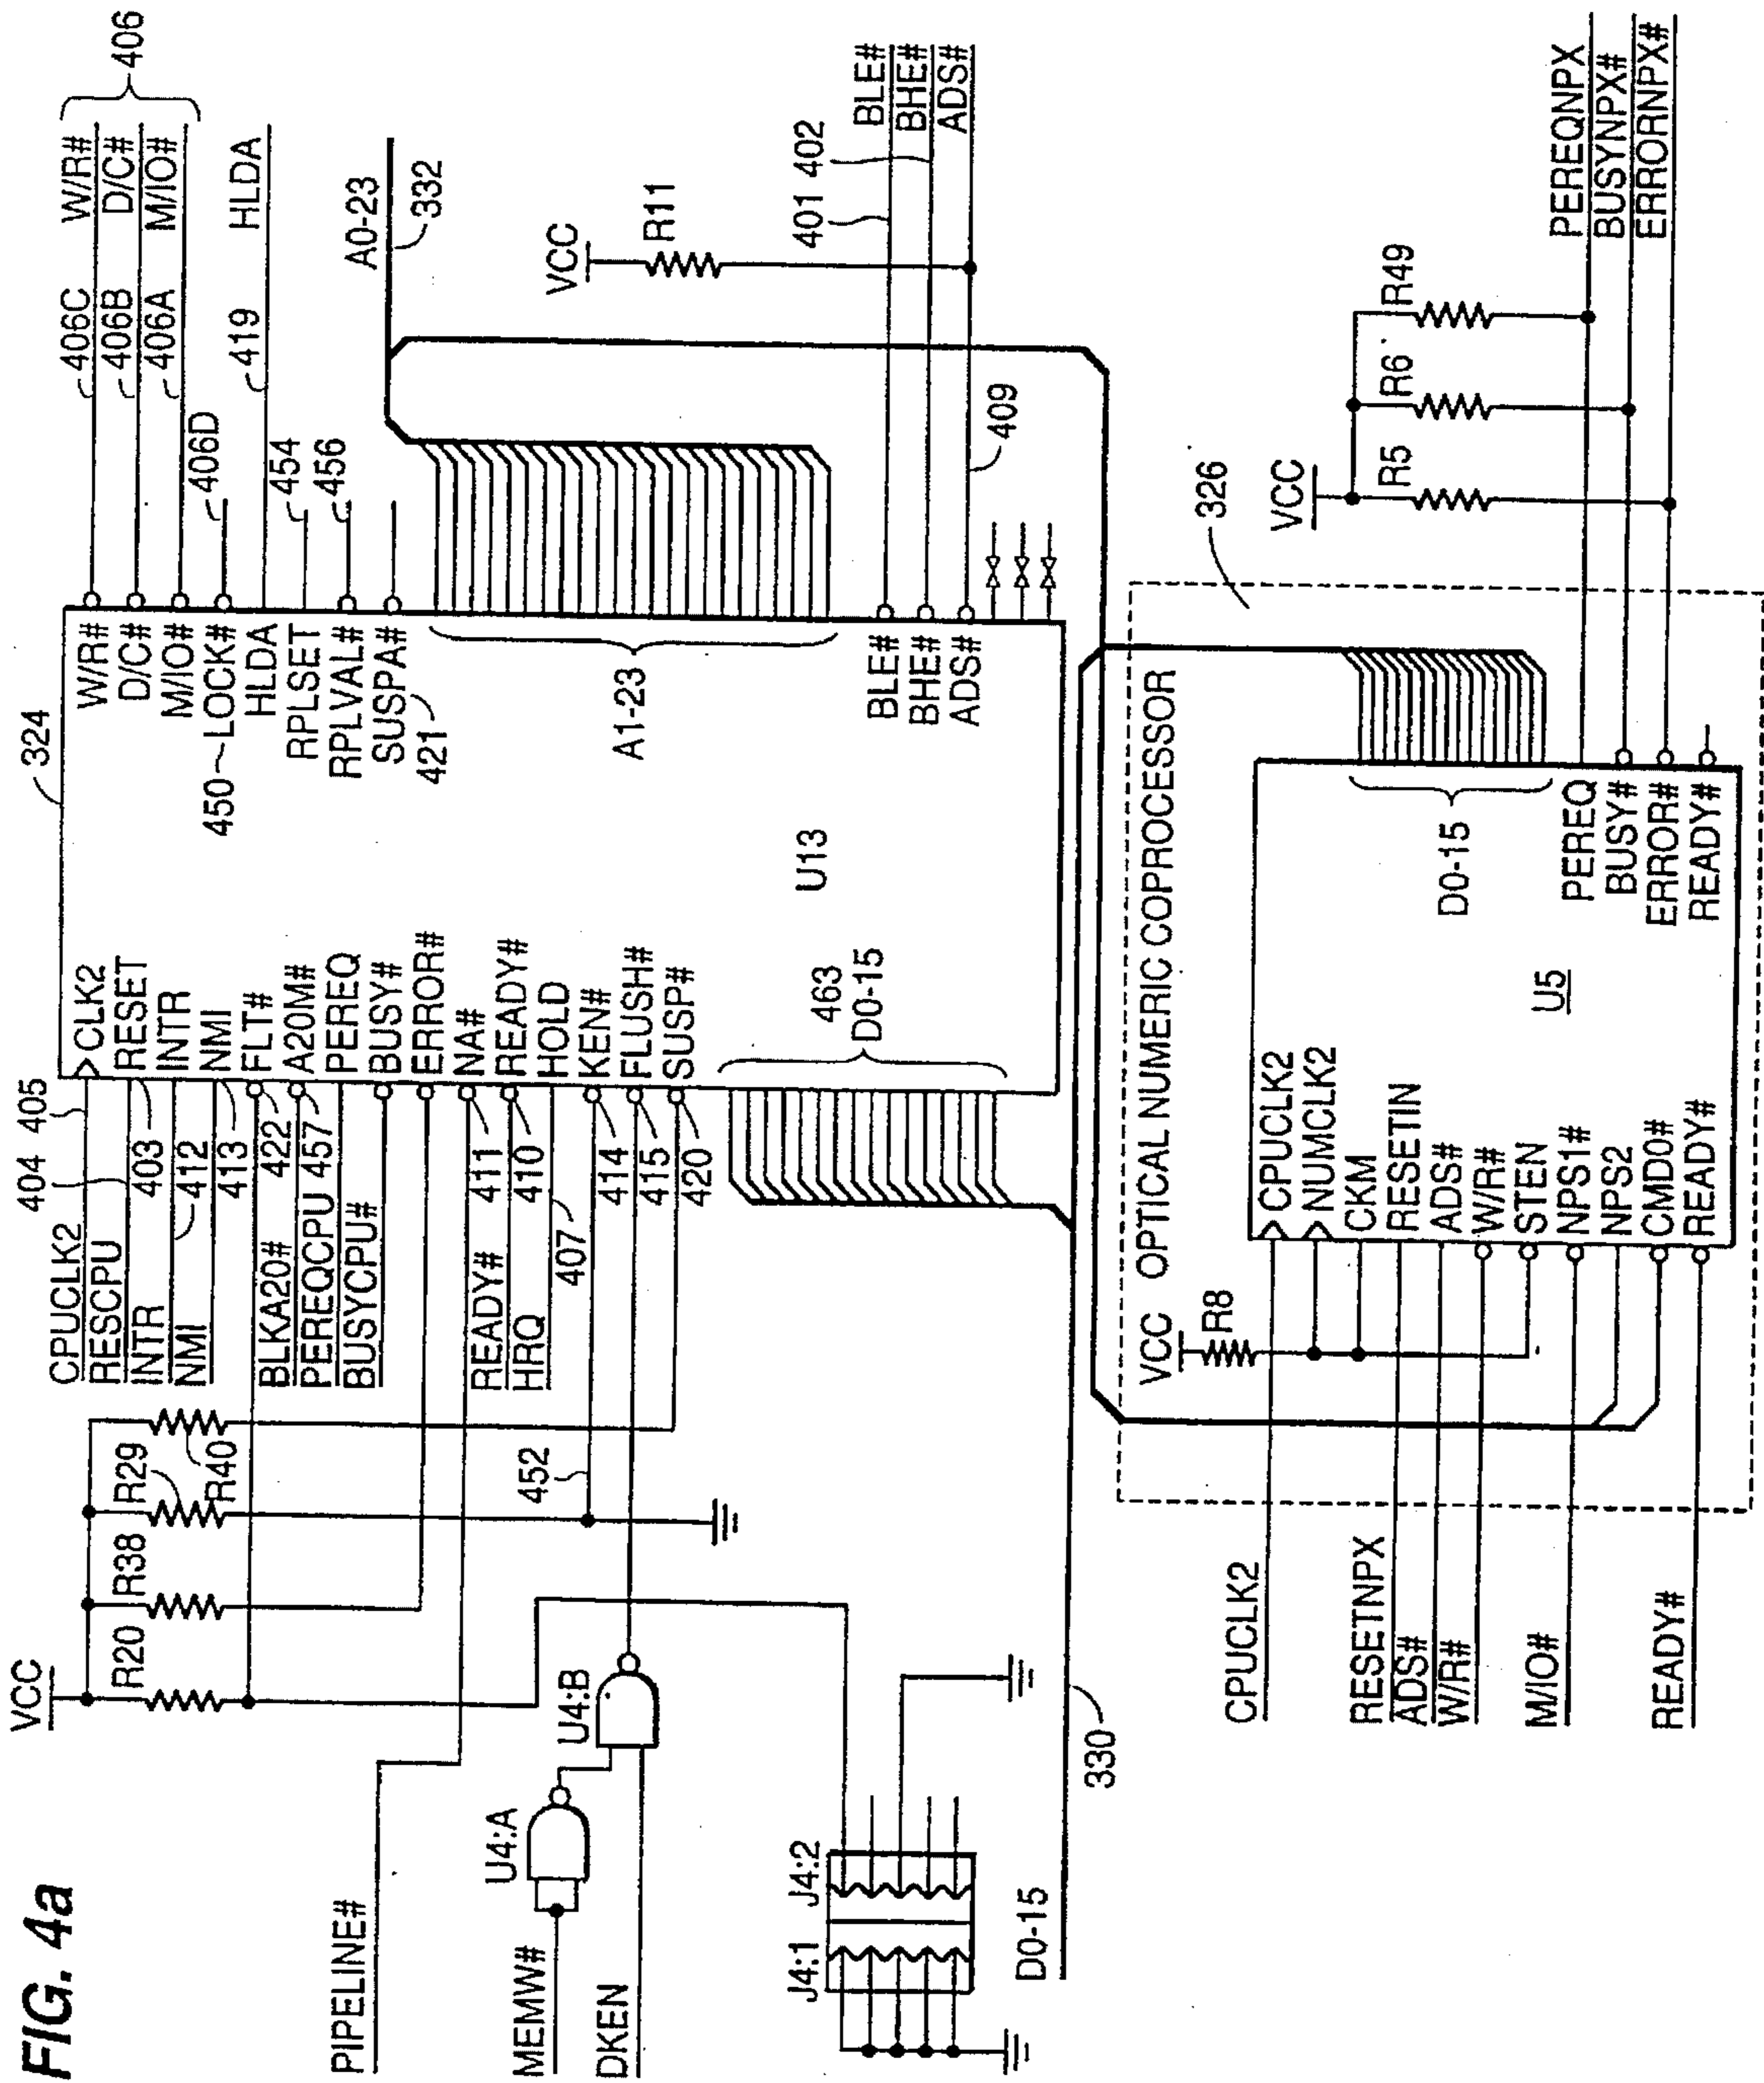 FIG. 4a
VCC
R20
R38
R29
R40
CPUCLK2
404
405
RESCPU
403
INTR
412
NMI
413
422
BLKA20#
457
PEREQCPU
BUSYCPU#
411
READY#
410
HRQ
407
414
415
420
452
PIPELINE#
MEMW#
DKEN
U4:A
U4:B
J4:1
J4:2
D0-15
330
324
CLK2
RESET
INTR
NMI
FLT#
A20M#
PEREQ
BUSY#
ERROR#
NA#
READY#
HOLD
KEN#
FLUSH#
SUSP#
463
D0-15
U13
W/R#
D/C#
M/IO#
450
LOCK#
HLDA
RPLSET
RPLVAL#
SUSPA#
421
A1-23
BLE#
BHE#
ADS#
406C
W/R#
406B
D/C#
406A
M/IO#
406
406D
419
HLDA
454
456
A0-23
332
VCC
R11
401
402
BLE#
BHE#
ADS#
409
VCC
OPTICAL NUMERIC COPROCESSOR
326
R8
CPUCLK2
RESETNPX
ADS#
W/R#
M/IO#
READY#
CPUCLK2
NUMCLK2
CKM
RESETIN
ADS#
W/R#
STEN
NPS1#
NPS2
CMD0#
READY#
U5
D0-15
PEREQ
BUSY#
ERROR#
READY#
VCC
R5
R6
R49
PEREQNPX
BUSYNPX#
ERRORNPX#